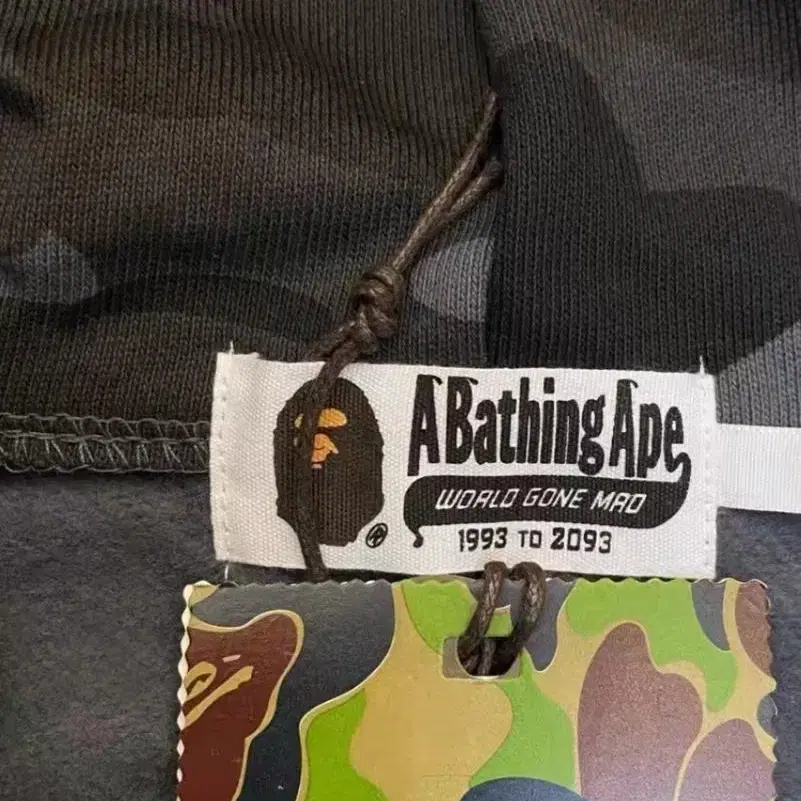 A Bathing Ape
WORLD GONE MAD
1993 TO 2093